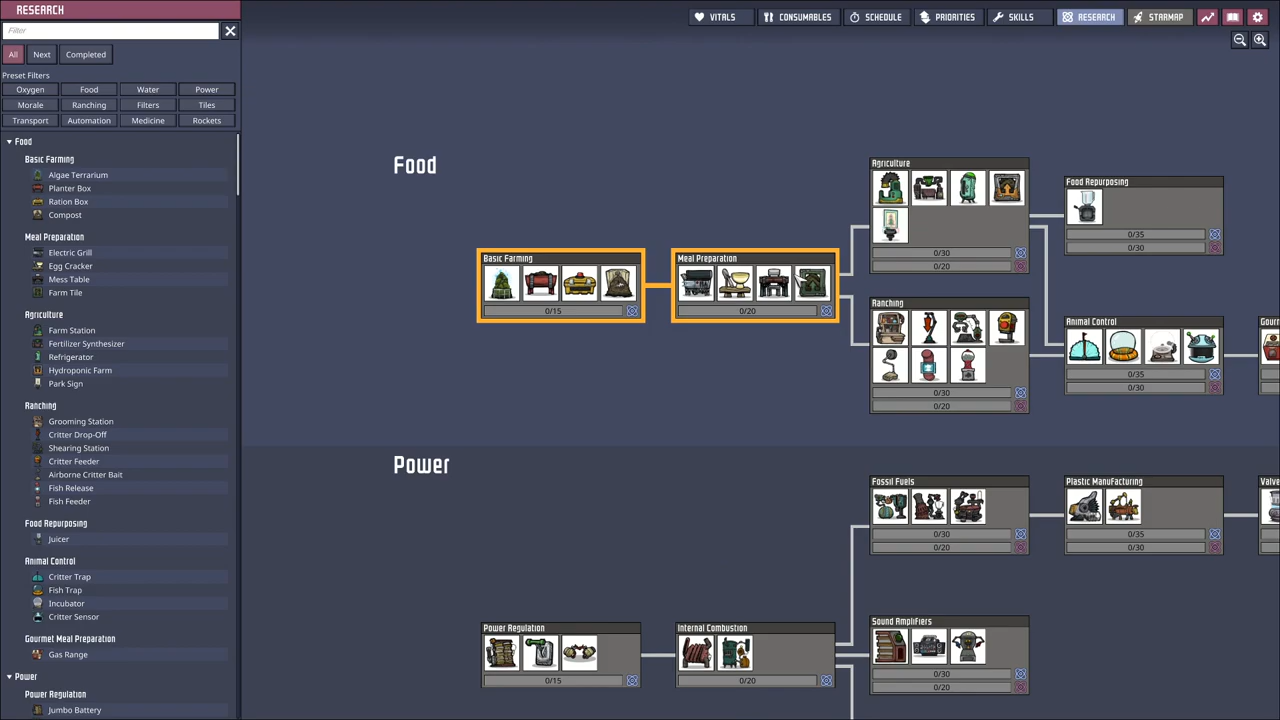 RESEARCH
Filter
All Next Completed
Preset Filters
Oxygen Food Water Power
Morale Ranching Filters Tiles
Transport Automation Medicine Rockets
Food
Basic Farming
Algae Terrarium
Planter Box
Ration Box
Compost
Meal Preparation
Electric Grill
Egg Cracker
Mess Table
Farm Tile
Agriculture
Farm Station
Fertilizer Synthesizer
Refrigerator
Hydroponic Farm
Park Sign
Ranching
Grooming Station
Critter Drop-Off
Shearing Station
Critter Feeder
Airborne Critter Bait
Fish Release
Fish Feeder
Food Repurposing
Juicer
Animal Control
Critter Trap
Fish Trap
Incubator
Critter Sensor
Gourmet Meal Preparation
Gas Range
Power
Power Regulation
Jumbo Battery
VITALS CONSUMABLES SCHEDULE PRIORITIES SKILLS RESEARCH STARMAP
Food
Basic Farming
0/15
Meal Preparation
0/20
Agriculture
0/30
0/20
Ranching
0/30
0/20
Food Repurposing
0/35
0/30
Animal Control
0/35
0/30
Gour
Power
Power Regulation
0/15
Internal Combustion
0/20
Fossil Fuels
0/30
0/20
Plastic Manufacturing
0/35
0/30
Valve
Sound Amplifiers
0/30
0/20